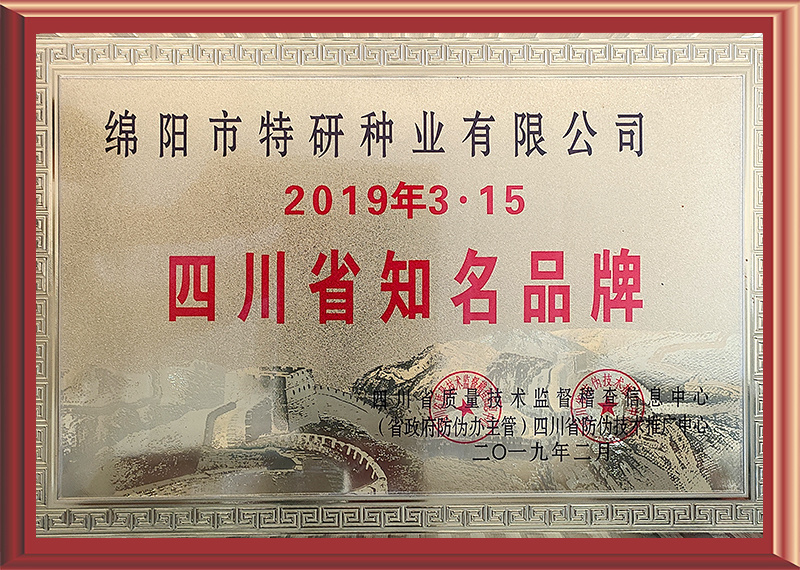 绵阳市特研种业有限公司
2019年3·15
四川省知名品牌
四川省质量技术监督稽查信息中心
（省政府防伪办主管）四川省防伪技术推广中心
二〇一九年二月